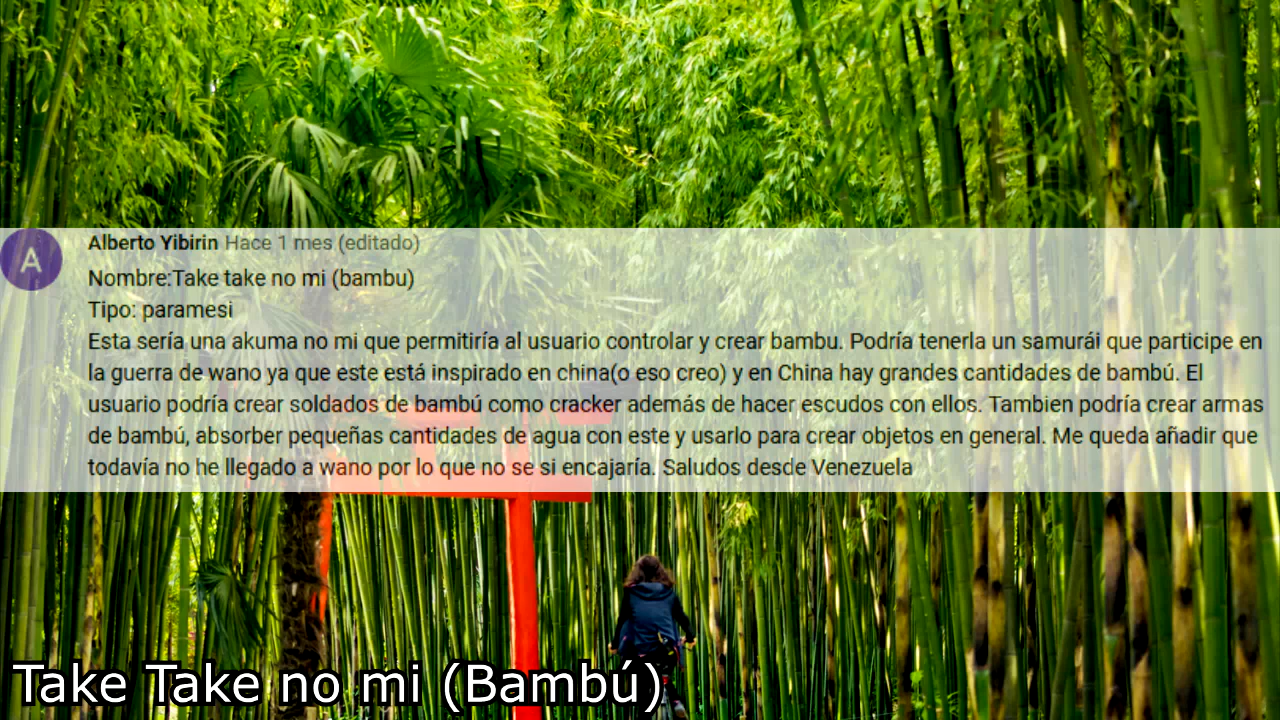 A
Alberto Yibirin Hace 1 mes (editado)
Nombre:Take take no mi (bambu)
Tipo: paramesi
Esta sería una akuma no mi que permitiría al usuario controlar y crear bambu. Podría tenerla un samurái que participe en
la guerra de wano ya que este está inspirado en china(o eso creo) y en China hay grandes cantidades de bambú. El
usuario podría crear soldados de bambú como cracker además de hacer escudos con ellos. Tambien podría crear armas
de bambú, absorber pequeñas cantidades de agua con este y usarlo para crear objetos en general. Me queda añadir que
todavía no he llegado a wano por lo que no se si encajaría. Saludos desde Venezuela
Take Take no mi (Bambú)